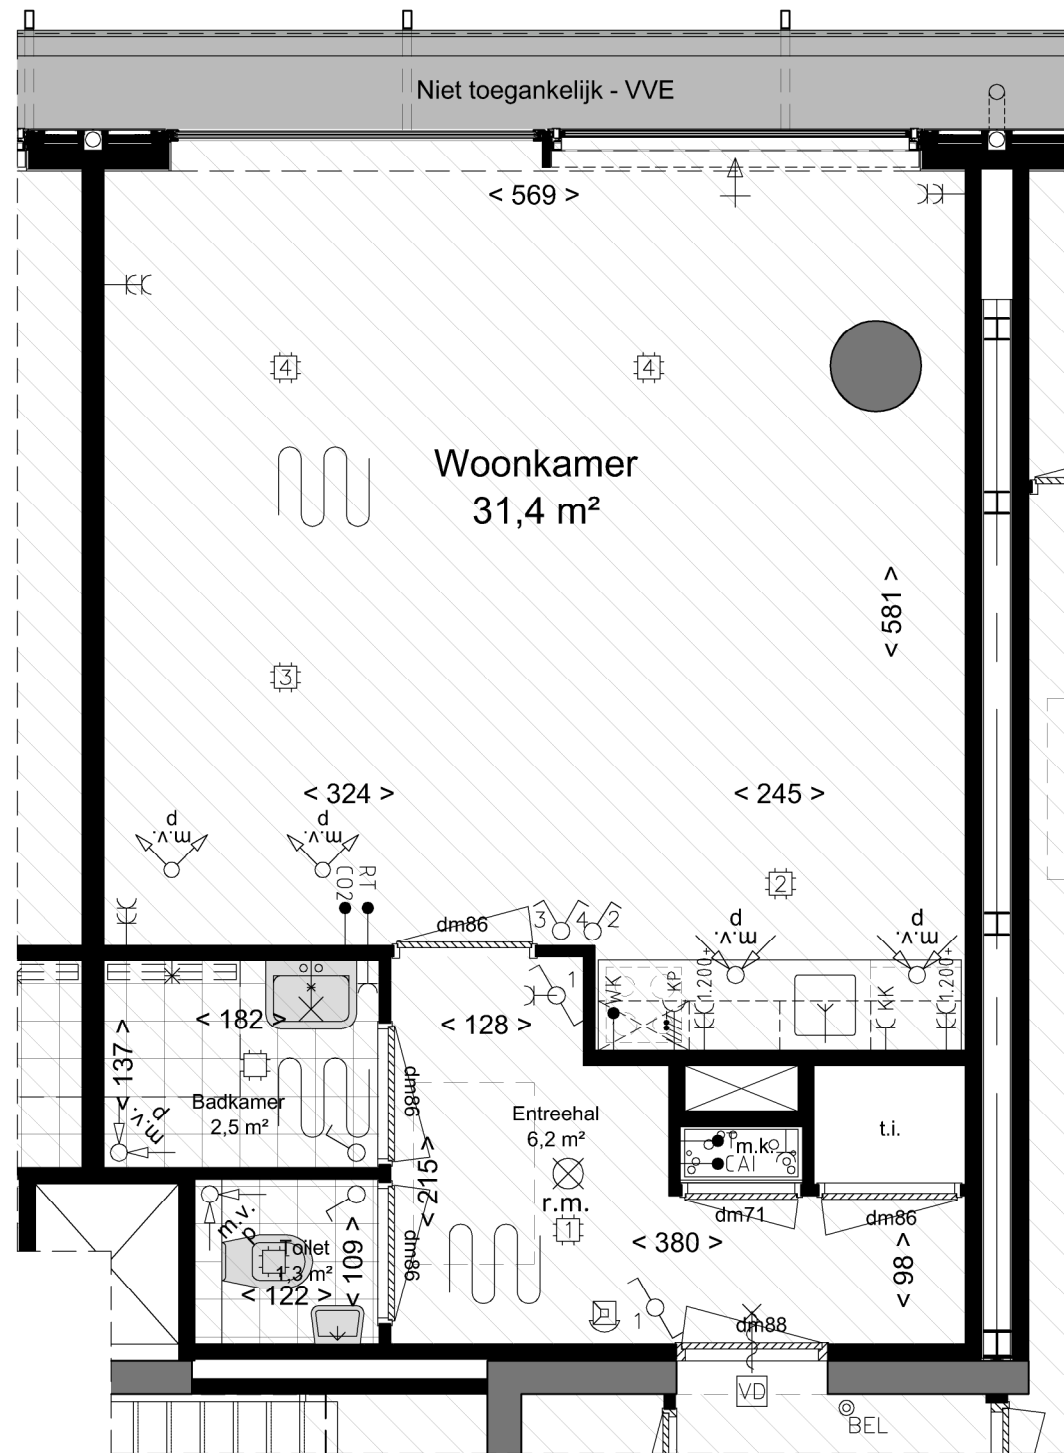 Niet toegankelijk - VVE
< 569 >
4
4
Woonkamer
31,4 m²
< 581 >
3
< 324 >
< 245 >
p
m.v.
p
m.v.
CO2
RT
2
dm86
3
4
2
p
m.v.
p
m.v.
1
WK
KP
1.200+
KK
1.200+
< 182 >
< 128 >
< 137 >
Badkamer
2,5 m²
p
m.v.
dm86
Entreehal
6,2 m²
t.i.
T
m.k.
CAI
< 215 >
r.m.
1
m.v.
p
Toilet
1,3 m²
< 109 >
< 122 >
dm86
dm71
dm86
< 380 >
< 98 >
1
dm88
VD
BEL